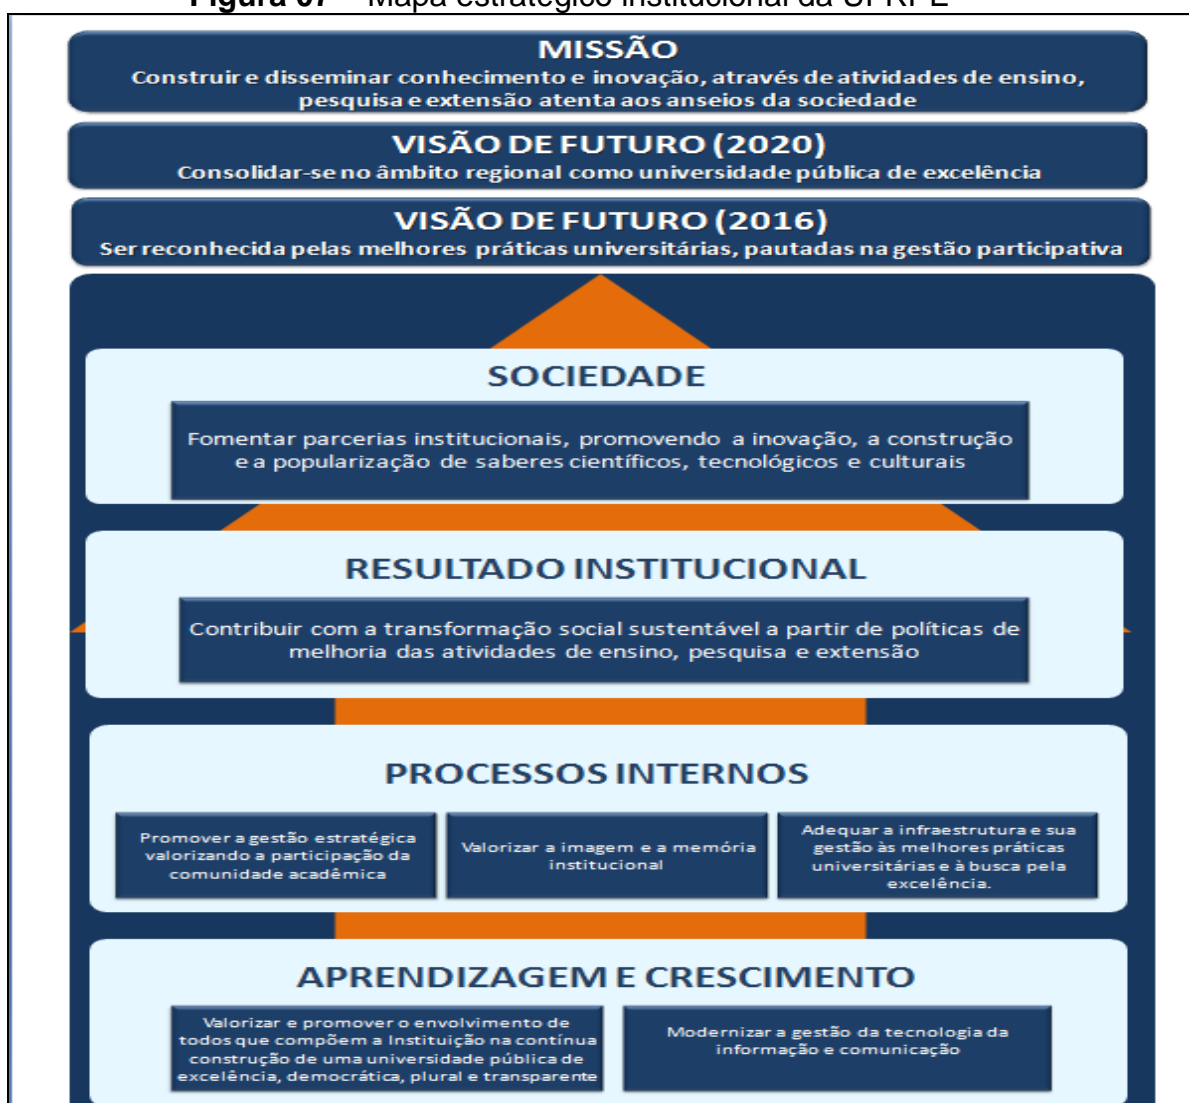 Figura 07 – Mapa estratégico institucional da UFRPE
MISSÃO
Construir e disseminar conhecimento e inovação, através de atividades de ensino,
pesquisa e extensão atenta aos anseios da sociedade
VISÃO DE FUTURO (2020)
Consolidar-se no âmbito regional como universidade pública de excelência
VISÃO DE FUTURO (2016)
Ser reconhecida pelas melhores práticas universitárias, pautadas na gestão participativa
SOCIEDADE
Fomentar parcerias institucionais, promovendo a inovação, a construção
e a popularização de saberes científicos, tecnológicos e culturais
RESULTADO INSTITUCIONAL
Contribuir com a transformação social sustentável a partir de políticas de
melhoria das atividades de ensino, pesquisa e extensão
PROCESSOS INTERNOS
Promover a gestão estratégica
valorizando a participação da
comunidade acadêmica
Valorizar a imagem e a memória
institucional
Adequar a infraestrutura e sua
gestão às melhores práticas
universitárias e à busca pela
excelência.
APRENDIZAGEM E CRESCIMENTO
Valorizar e promover o envolvimento de
todos que compõem a Instituição na contínua
construção de uma universidade pública de
excelência, democrática, plural e transparente
Modernizar a gestão da tecnologia da
informação e comunicação